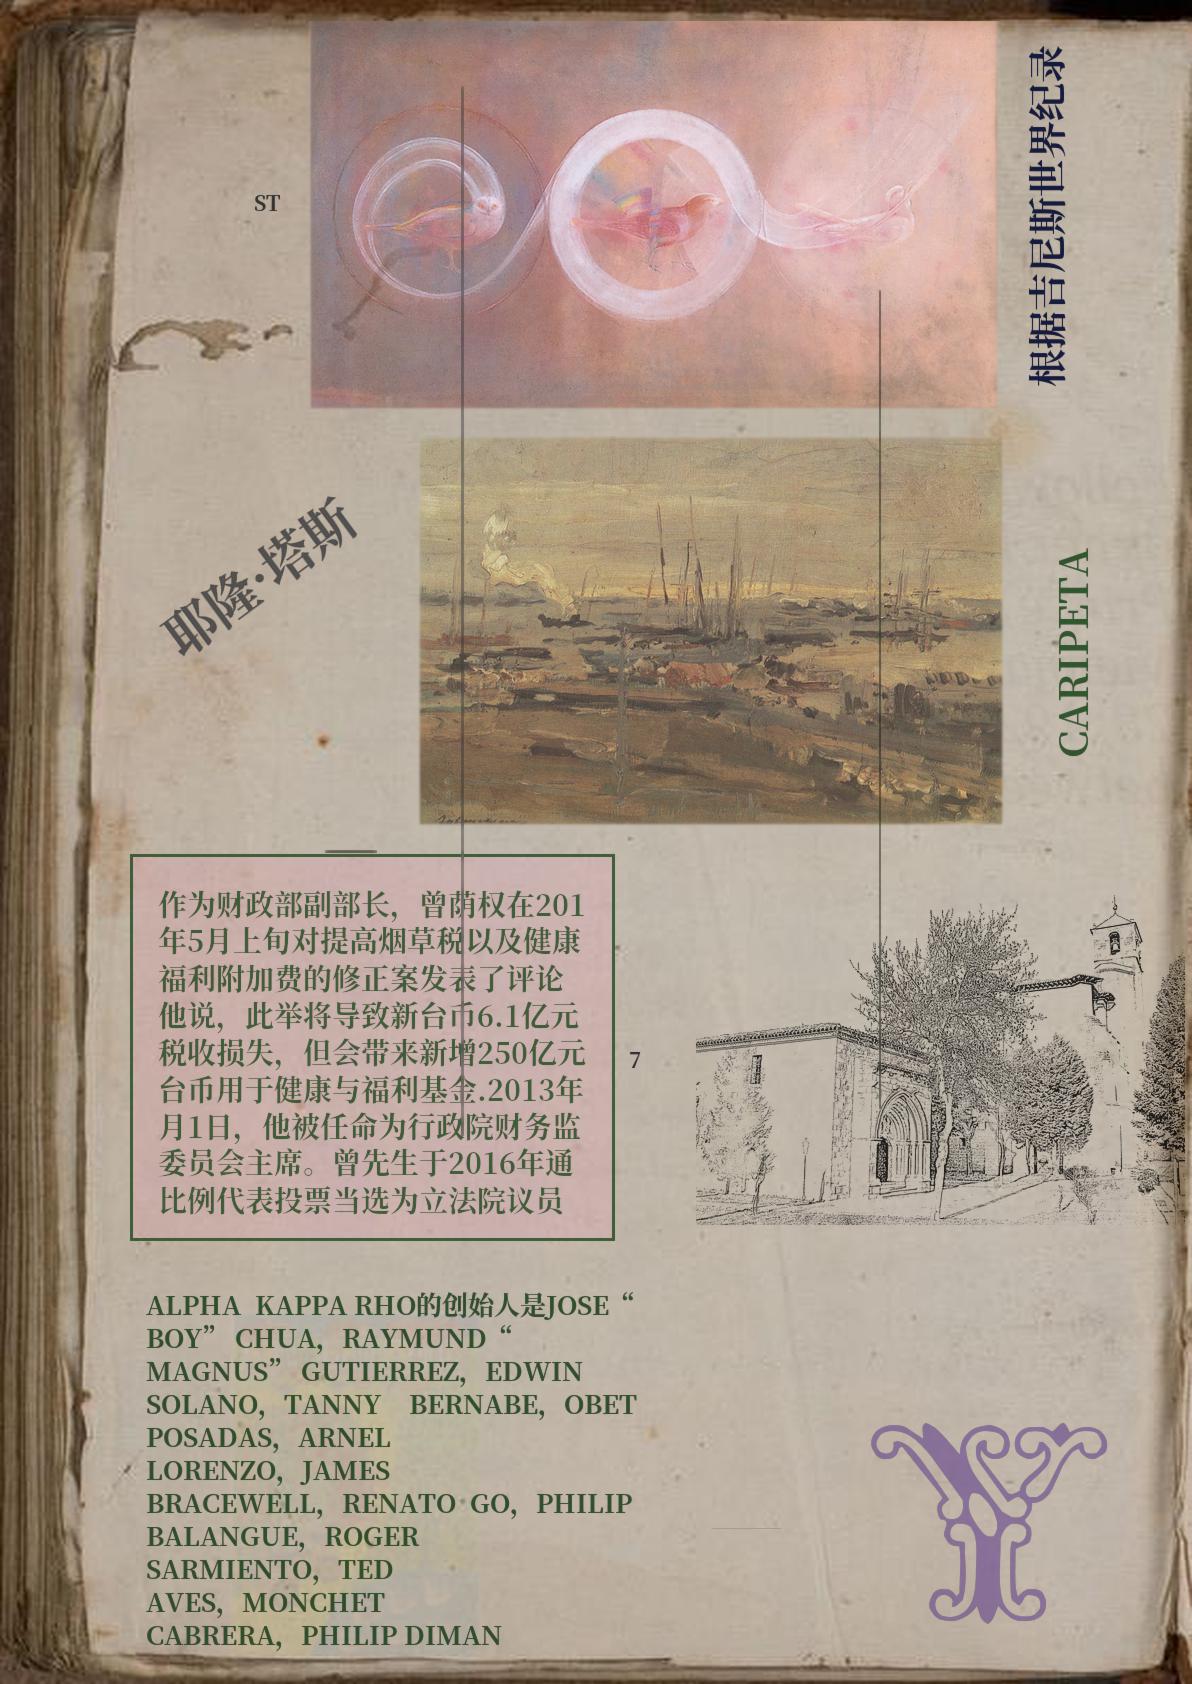 根据吉尼斯世界纪录
ST
耶隆·塔斯
CARIPETA
作为财政部副部长，曾荫权在201
年5月上旬对提高烟草税以及健康
福利附加费的修正案发表了评论
他说，此举将导致新台币6.1亿元
税收损失，但会带来新增250亿元
台币用于健康与福利基金.2013年
月1日，他被任命为行政院财务监
委员会主席。曾先生于2016年通
比例代表投票当选为立法院议员
7
ALPHA KAPPA RHO的创始人是JOSE“
BOY” CHUA，RAYMUND“
MAGNUS” GUTIERREZ，EDWIN
SOLANO，TANNY BERNABE，OBET
POSADAS，ARNEL
LORENZO，JAMES
BRACEWELL，RENATO GO，PHILIP
BALANGUE，ROGER
SARMIENTO，TED
AVES，MONCHET
CABRERA，PHILIP DIMAN